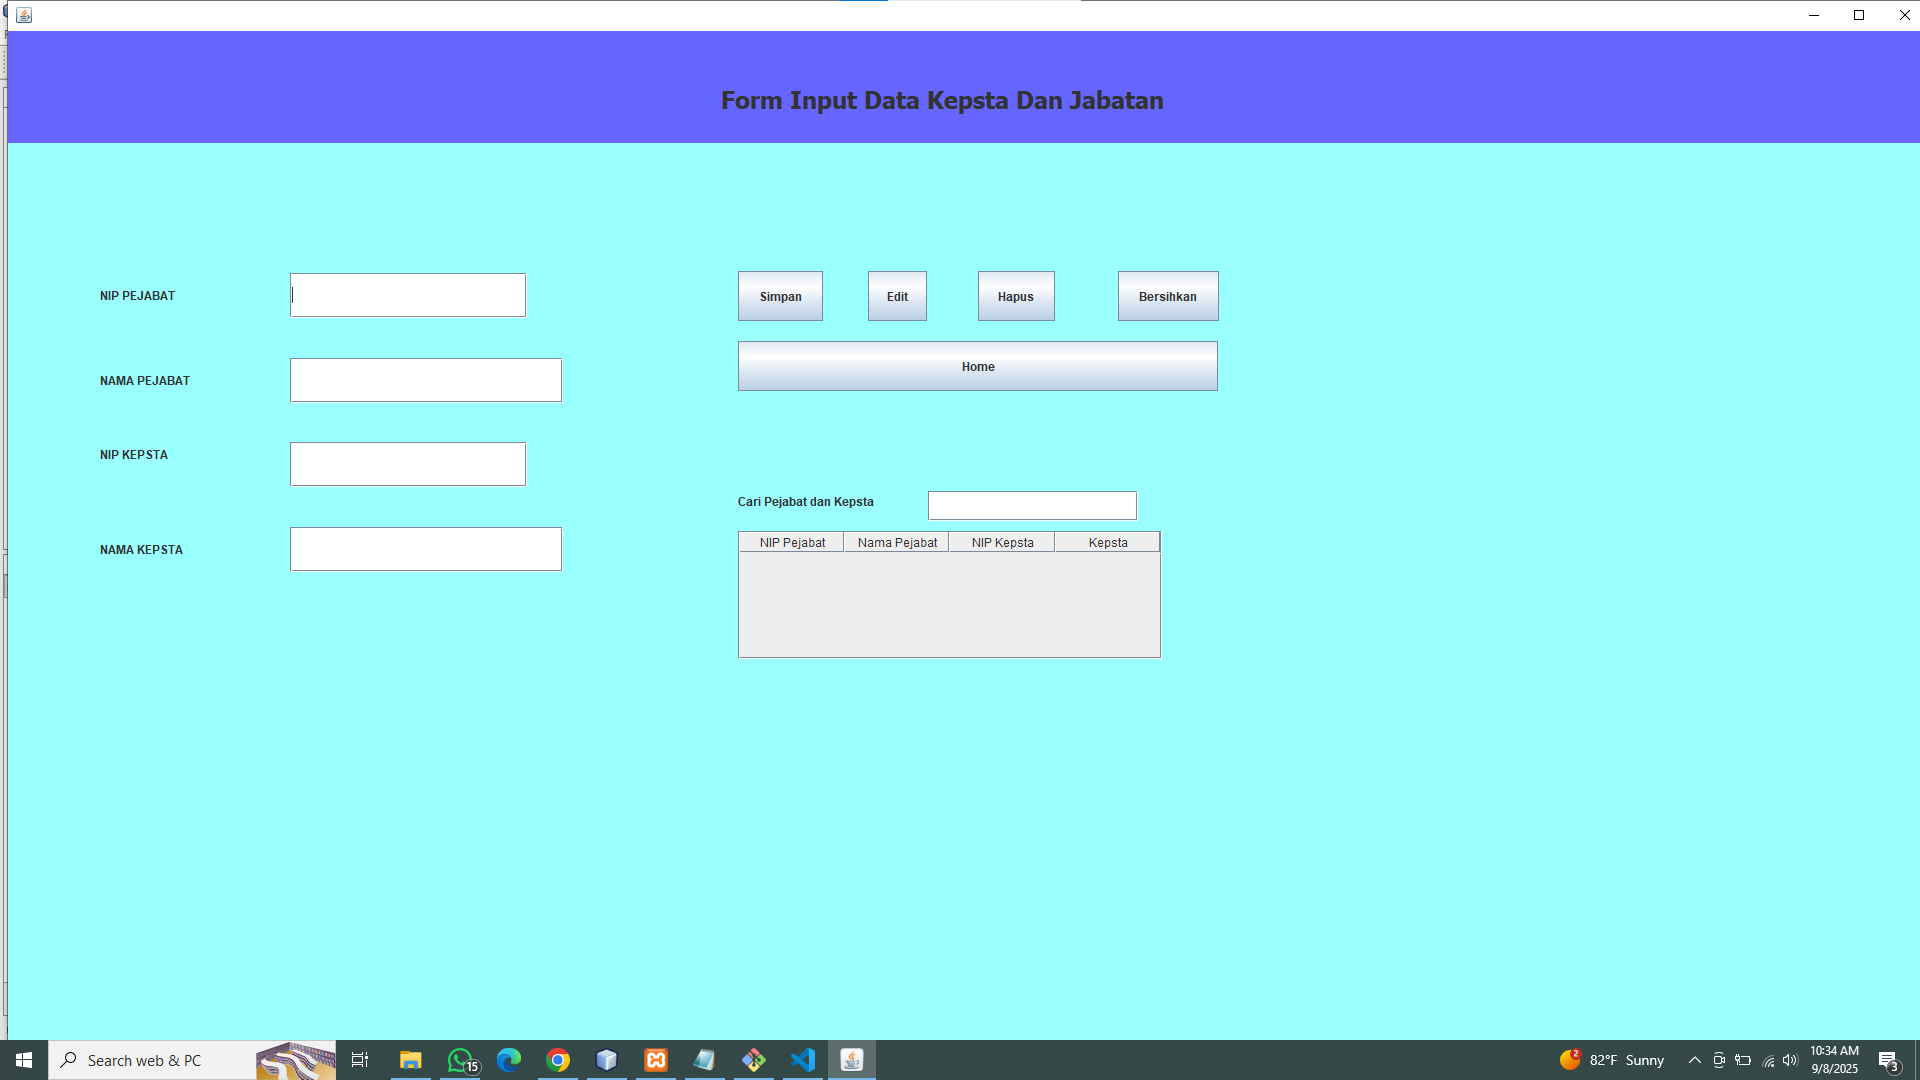 Form Input Data Kepsta Dan Jabatan
NIP PEJABAT
Simpan Edit Hapus Bersihkan
NAMA PEJABAT
Home
NIP KEPSTA
Cari Pejabat dan Kepsta
NIP Pejabat Nama Pejabat NIP Kepsta Kepsta
NAMA KEPSTA
Search web & PC
15
2
82°F Sunny
10:34 AM
9/8/2025
3